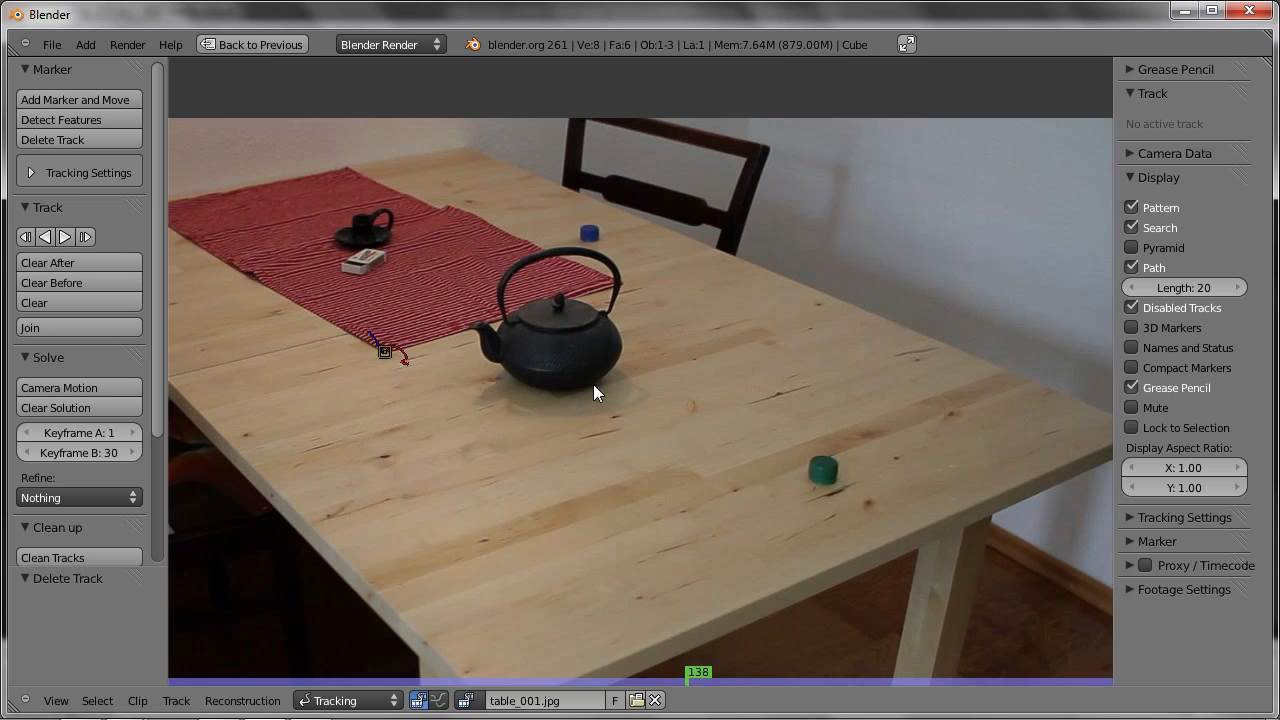 Blender
File Add Render Help Back to Previous Blender Render blender.org 261 | Ve:8 | Fa:6 | Ob:1-3 | La:1 | Mem:7.64M (879.00M) | Cube
Marker
Add Marker and Move
Detect Features
Delete Track
Tracking Settings
Track
Clear After
Clear Before
Clear
Join
Solve
Camera Motion
Clear Solution
Keyframe A: 1
Keyframe B: 30
Refine:
Nothing
Clean up
Clean Tracks
Delete Track
138
Grease Pencil
Track
No active track
Camera Data
Display
Pattern
Search
Pyramid
Path
Length: 20
Disabled Tracks
3D Markers
Names and Status
Compact Markers
Grease Pencil
Mute
Lock to Selection
Display Aspect Ratio:
X: 1.00
Y: 1.00
Tracking Settings
Marker
Proxy / Timecode
Footage Settings
View Select Clip Track Reconstruction Tracking table_001.jpg F